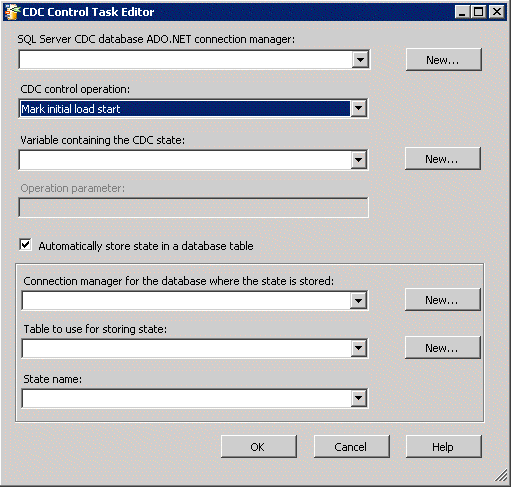 CDC Control Task Editor
SQL Server CDC database ADO.NET connection manager:
New...
CDC control operation:
Mark initial load start
Variable containing the CDC state:
New...
Operation parameter:
Automatically store state in a database table
Connection manager for the database where the state is stored:
New...
Table to use for storing state:
New...
State name:
OK Cancel Help